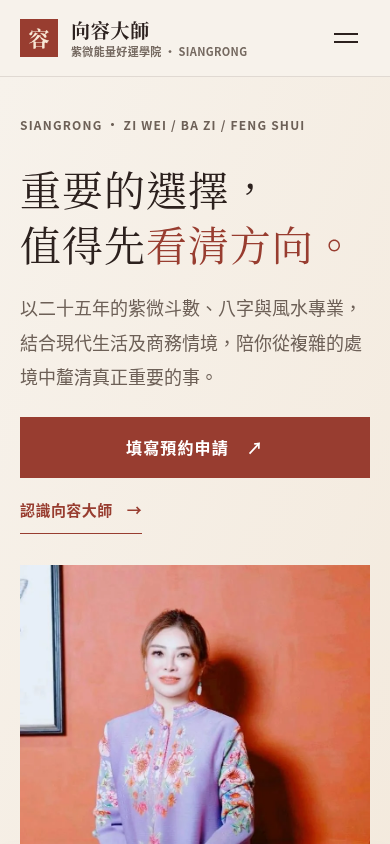 容
向容大師
紫微能量好運學院 • SIANGRONG
SIANGRONG • ZI WEI / BA ZI / FENG SHUI
重要的選擇，
值得先看清方向。
以二十五年的紫微斗數、八字與風水專業，
結合現代生活及商務情境，陪你從複雜的處
境中釐清真正重要的事。
填寫預約申請 ↗
認識向容大師 →